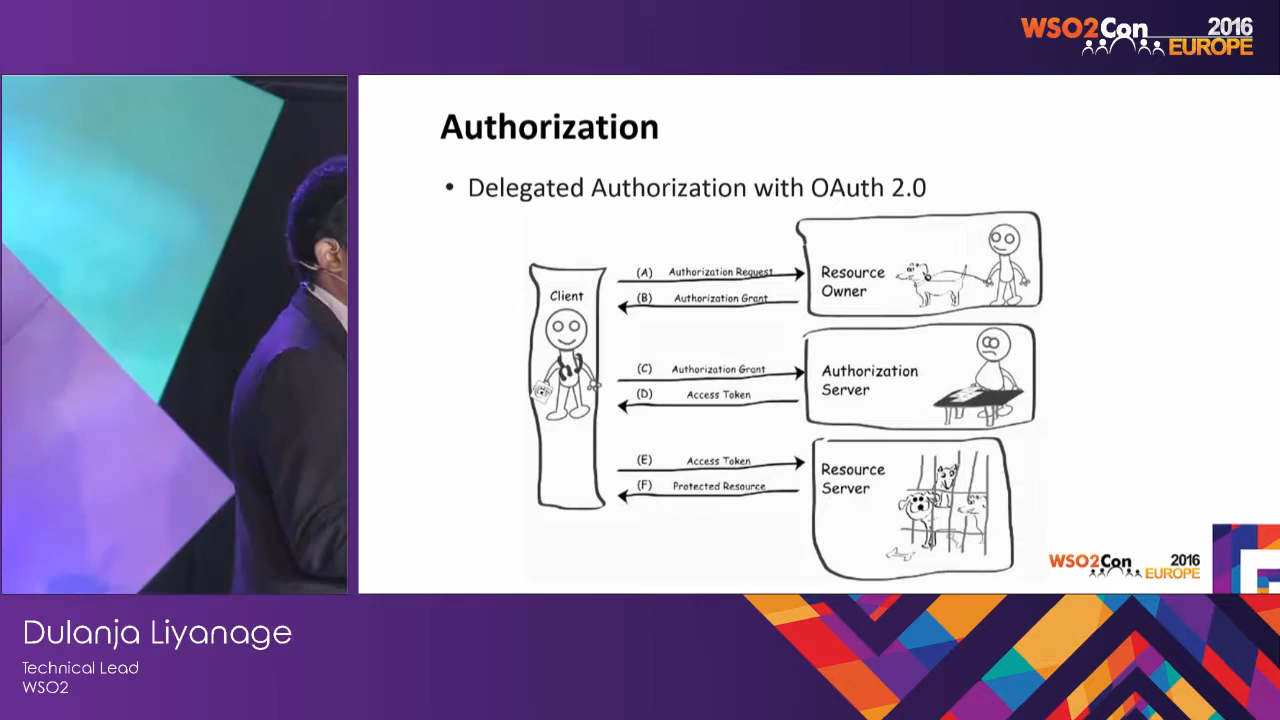 WSO2Con 2016
EUROPE
Authorization
• Delegated Authorization with OAuth 2.0
Client
(A) Authorization Request
(B) Authorization Grant
Resource
Owner
(C) Authorization Grant
(D) Access Token
Authorization
Server
(E) Access Token
(F) Protected Resource
Resource
Server
WSO2Con 2016
EUROPE
Dulanja Liyanage
Technical Lead
WSO2